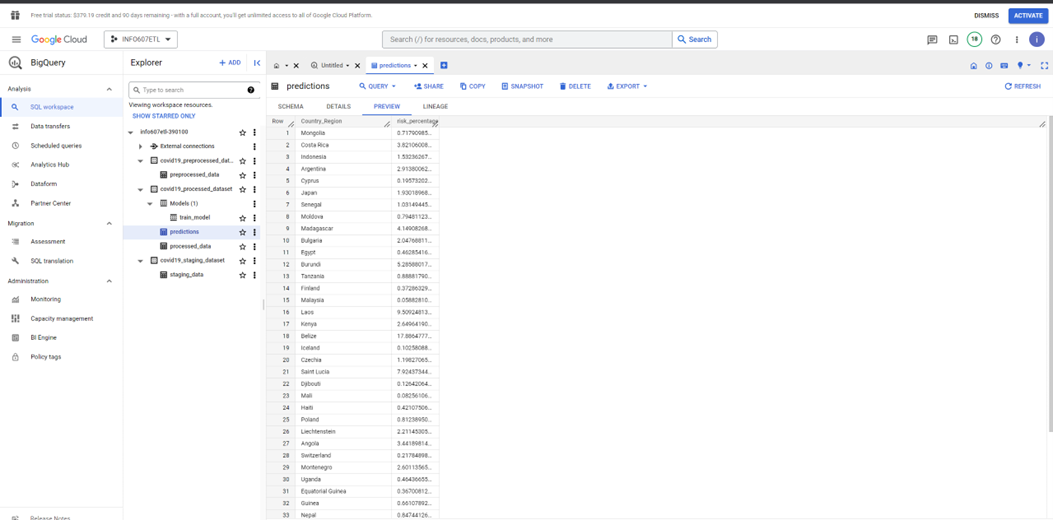 Free trial status: $379.19 credit and 90 days remaining - with a full account, you'll get unlimited access to all of Google Cloud Platform.
DISMISS
ACTIVATE
Google Cloud
INFO607ETL
Search (/) for resources, docs, products, and more
Search
18
i
BigQuery
Analysis
SQL workspace
Data transfers
Scheduled queries
Analytics Hub
Dataform
Partner Center
Migration
Assessment
SQL translation
Administration
Monitoring
Capacity management
BI Engine
Policy tags
Release Notes
Explorer
+ ADD
Type to search
Viewing workspace resources.
SHOW STARRED ONLY
info607etl-390100
External connections
covid19_preprocessed_dat...
preprocessed_data
covid19_processed_dataset
Models (1)
train_model
predictions
processed_data
covid19_staging_dataset
staging_data
Untitled
predictions
predictions
QUERY
SHARE
COPY
SNAPSHOT
DELETE
EXPORT
REFRESH
SCHEMA DETAILS PREVIEW LINEAGE
Row Country_Region risk_percentage
1 Mongolia 0.71790985...
2 Costa Rica 3.82106008...
3 Indonesia 1.53236267...
4 Argentina 2.91380062...
5 Cyprus 0.19573202...
6 Japan 1.93018968...
7 Senegal 1.03149445...
8 Moldova 0.79481123...
9 Madagascar 4.14908268...
10 Bulgaria 2.04768811...
11 Egypt 0.46285416...
12 Burundi 5.28588017...
13 Tanzania 0.88881790...
14 Finland 0.37286329...
15 Malaysia 0.05882810...
16 Laos 9.50924813...
17 Kenya 2.64964190...
18 Belize 17.8864777...
19 Iceland 0.10258088...
20 Czechia 1.19827065...
21 Saint Lucia 7.92437344...
22 Djibouti 0.12642064...
23 Mali 0.08256106...
24 Haiti 0.42107506...
25 Poland 0.81238950...
26 Liechtenstein 2.21145305...
27 Angola 3.44189814...
28 Switzerland 0.21784898...
29 Montenegro 2.60113565...
30 Uganda 0.46436655...
31 Equatorial Guinea 0.36700812...
32 Guinea 0.66107892...
33 Nepal 0.84744126...